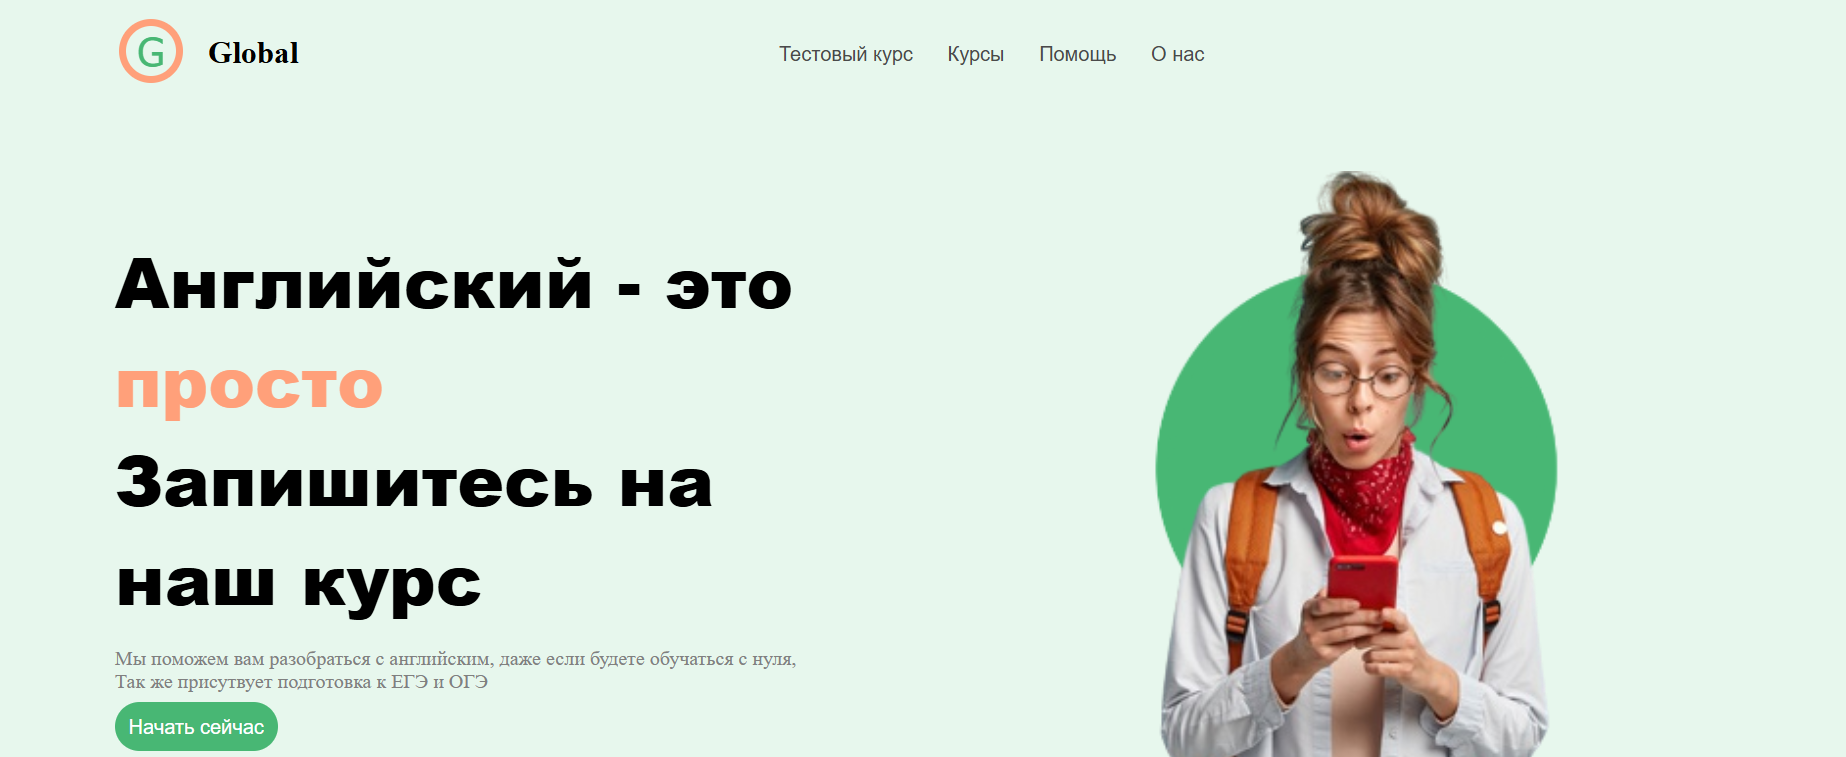 G Global Тестовый курс Курсы Помощь О нас
Английский - это
просто
Запишитесь на
наш курс
Мы поможем вам разобраться с английским, даже если будете обучаться с нуля,
Так же присутвует подготовка к ЕГЭ и ОГЭ
Начать сейчас